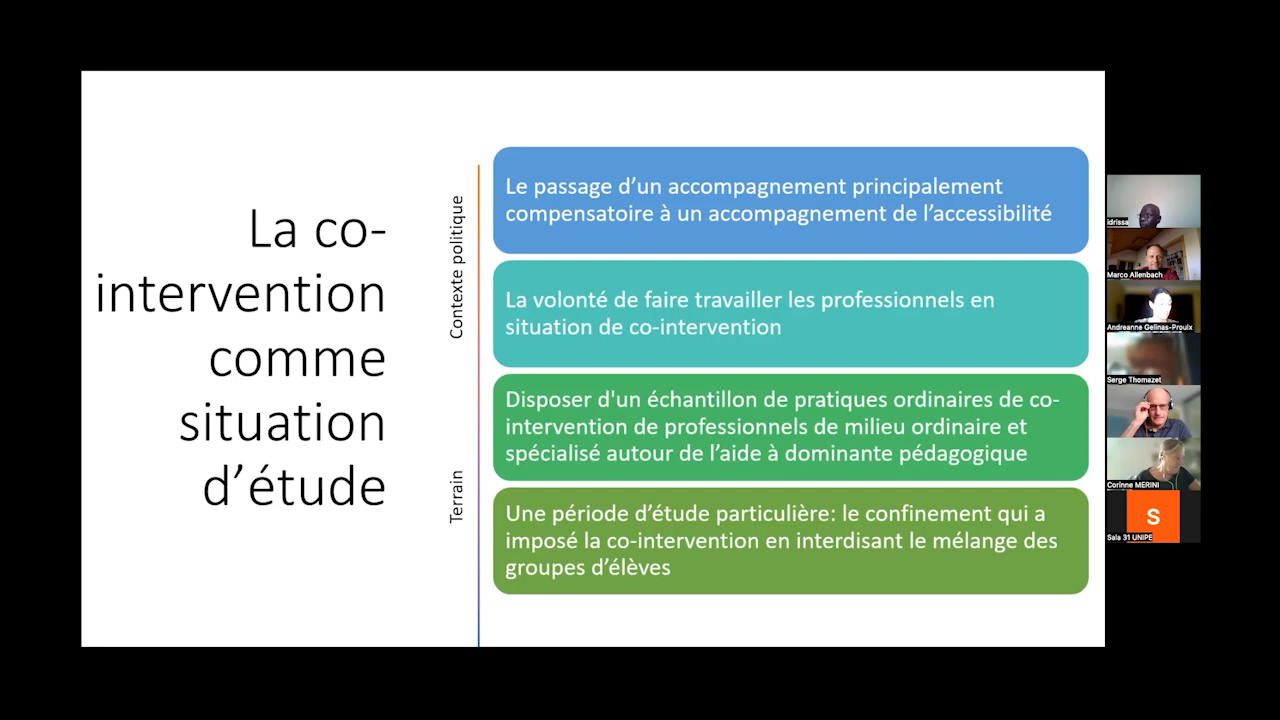 La co-
intervention
comme
situation
d’étude
Contexte politique
Terrain
Le passage d’un accompagnement principalement
compensatoire à un accompagnement de l’accessibilité
La volonté de faire travailler les professionnels en
situation de co-intervention
Disposer d'un échantillon de pratiques ordinaires de co-
intervention de professionnels de milieu ordinaire et
spécialisé autour de l’aide à dominante pédagogique
Une période d’étude particulière: le confinement qui a
imposé la co-intervention en interdisant le mélange des
groupes d’élèves
idrissa
Marco Allenbach
Andreanne Gelinas-Proulx
Serge Thomazet
Corinne MERINI
S
Sala 31 UNIPE